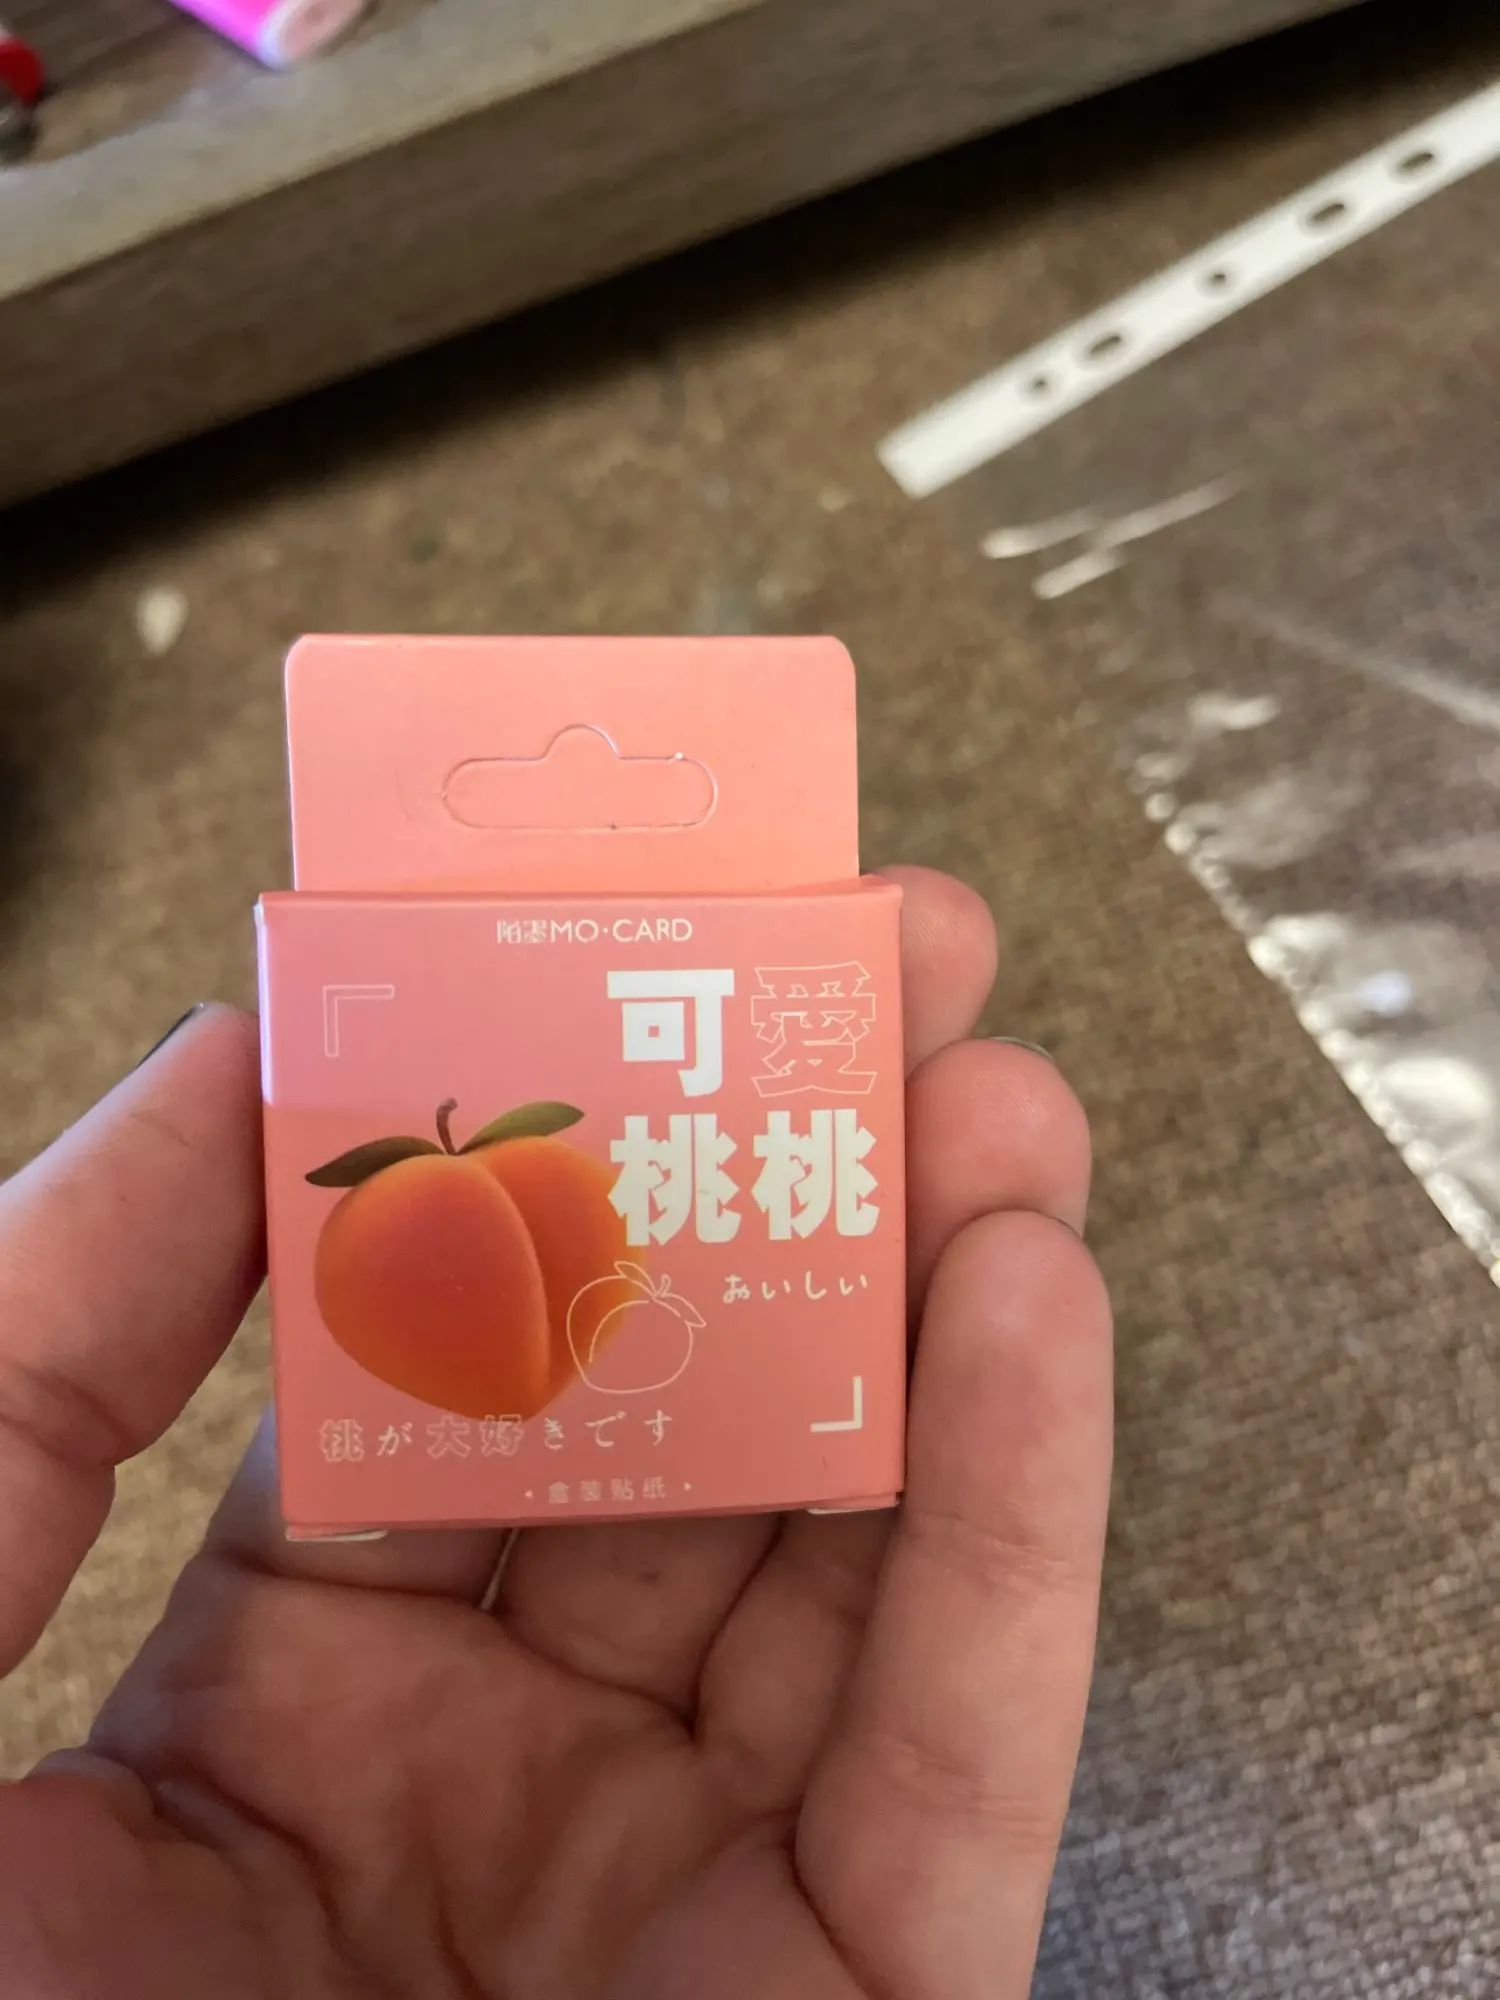 陌墨MO·CARD
可愛
桃桃
おいしい
桃が大好きです
盒装贴纸